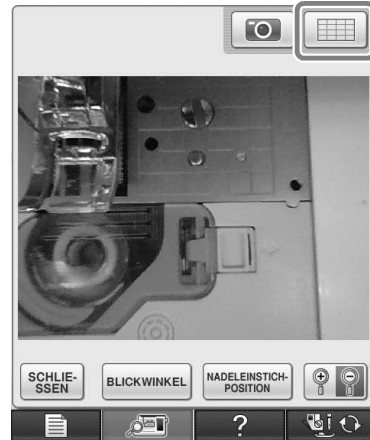 SCHLIE-
SSEN
BLICKWINKEL
NADELEINSTICH-
POSITION
?